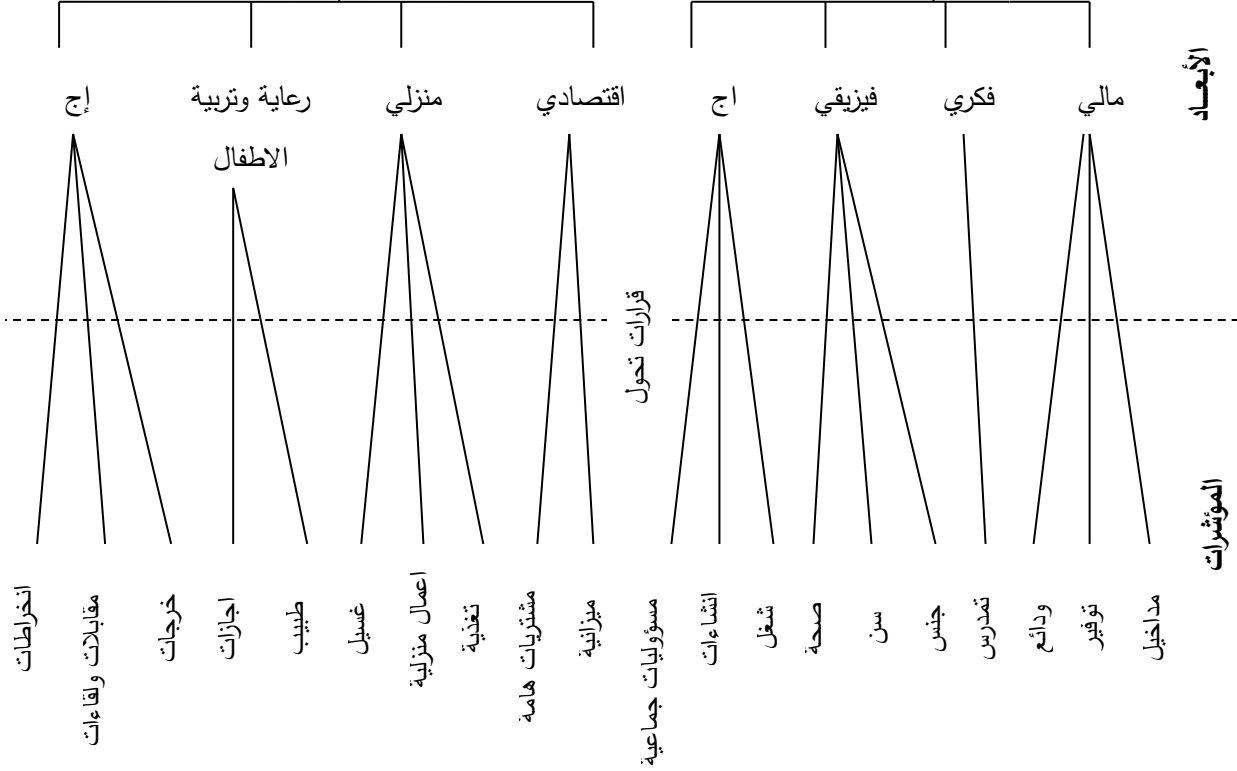 الأبعـــاد
مالي
فكري
فيزيقي
اج
اقتصادي
منزلي
رعاية وتربية
الاطفال
إج
قرارات تحول
المؤشرات
مداخيل
توفير
ودائع
تمدرس
جنس
سن
صحة
شغل
انشاءات
مسؤوليات جماعية
ميزانية
مشتريات هامة
تغذية
اعمال منزلية
غسيل
طبيب
اجازات
خرجات
مقابلات ولقاءات
انخراطات